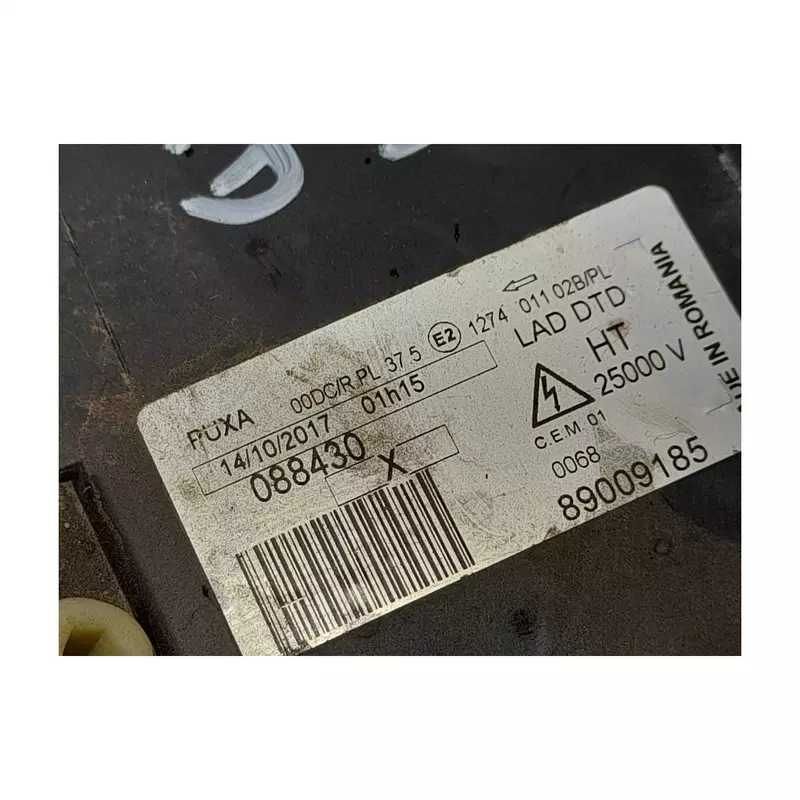 PUXA 00DC/R PL 37.5 E2 1274 011 02B/PL
14/10/2017 01h15 LAD DTD
088430 X HT
25000 V
C.E.M. 01
0068
89009185
IN ROMANIA